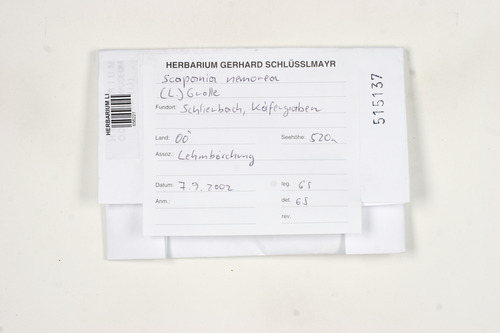 HERBARIUM GERHARD SCHLÜSSLMAYR
Scapania nemorea
(L.) Grolle
Fundort: Schlierbach, Käfergraben
Land: OÖ Seehöhe: 520m
Assoz.: Lehmböschung
Datum: 7.9.2002 leg. GS
Anm.: det. GS
rev.
HERBARIUM LI
515137